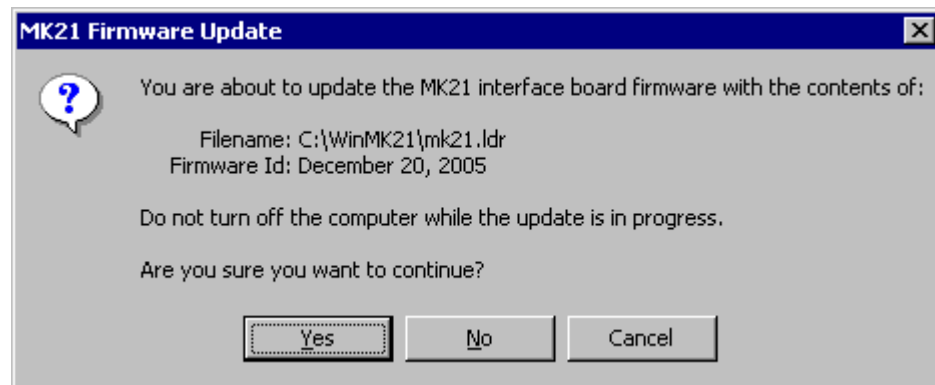 MK21 Firmware Update
You are about to update the MK21 interface board firmware with the contents of:
Filename: C:\WinMK21\mk21.ldr
Firmware Id: December 20, 2005
Do not turn off the computer while the update is in progress.
Are you sure you want to continue?
Yes No Cancel